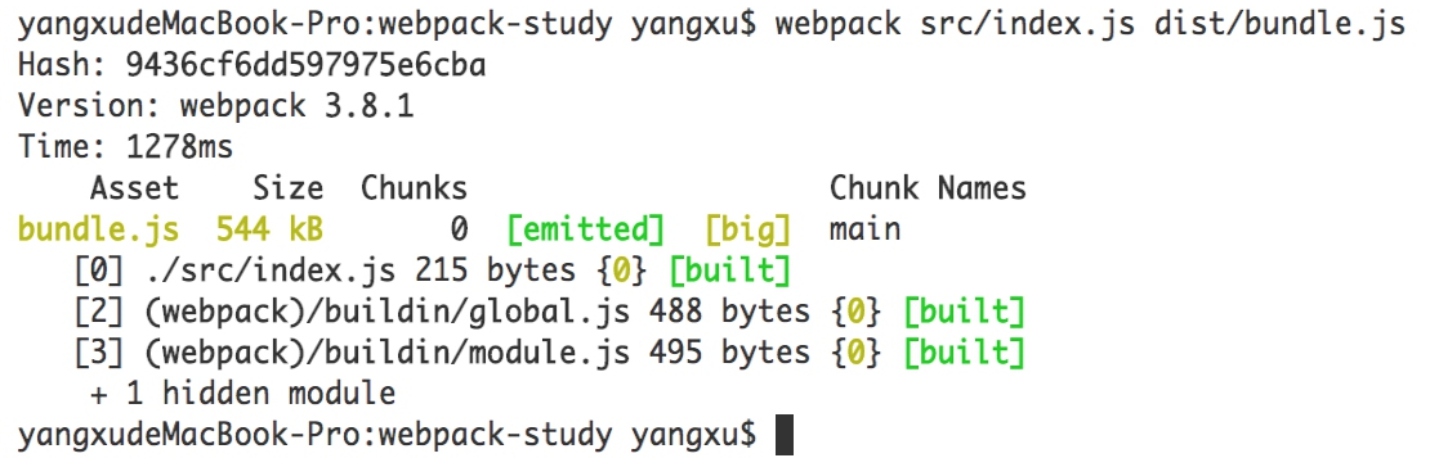 yangxudeMacBook-Pro:webpack-study yangxu$ webpack src/index.js dist/bundle.js
Hash: 9436cf6dd597975e6cba
Version: webpack 3.8.1
Time: 1278ms
    Asset    Size  Chunks                    Chunk Names
bundle.js  544 kB       0  [emitted]  [big]  main
   [0] ./src/index.js 215 bytes {0} [built]
   [2] (webpack)/buildin/global.js 488 bytes {0} [built]
   [3] (webpack)/buildin/module.js 495 bytes {0} [built]
    + 1 hidden module
yangxudeMacBook-Pro:webpack-study yangxu$